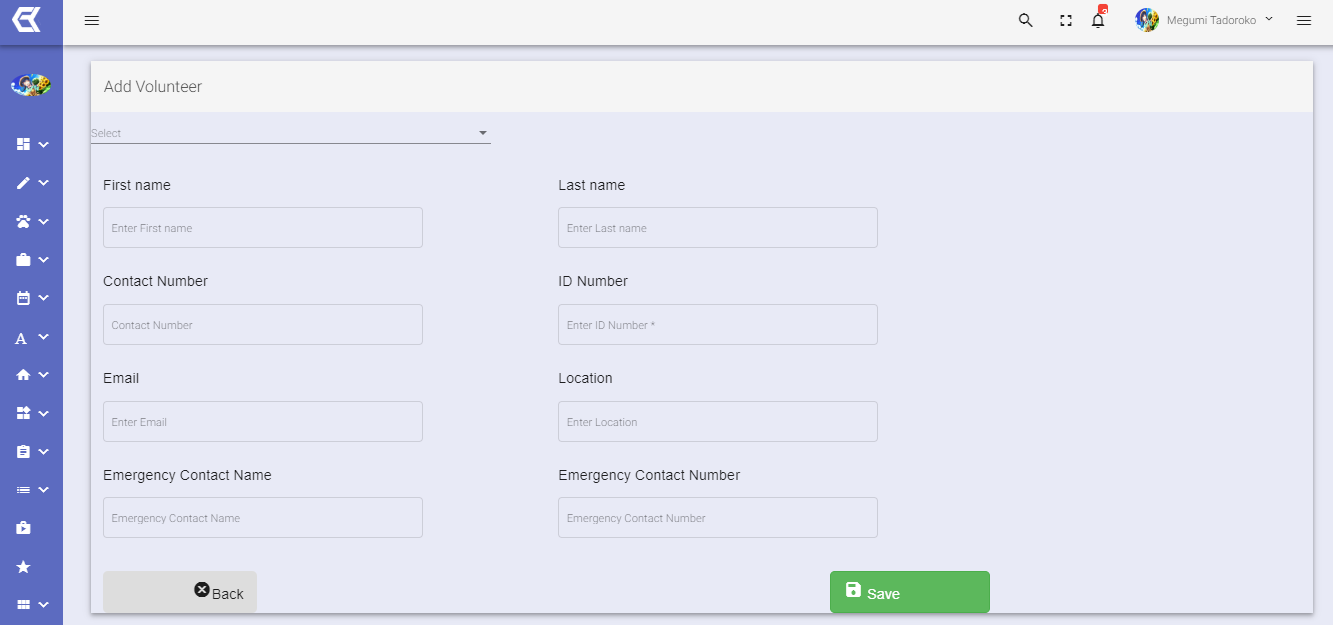 Megumi Tadoroko
Add Volunteer
Select
First name
Last name
Enter First name
Enter Last name
Contact Number
ID Number
Contact Number
Enter ID Number *
Email
Location
Enter Email
Enter Location
Emergency Contact Name
Emergency Contact Number
Emergency Contact Name
Emergency Contact Number
Back
Save